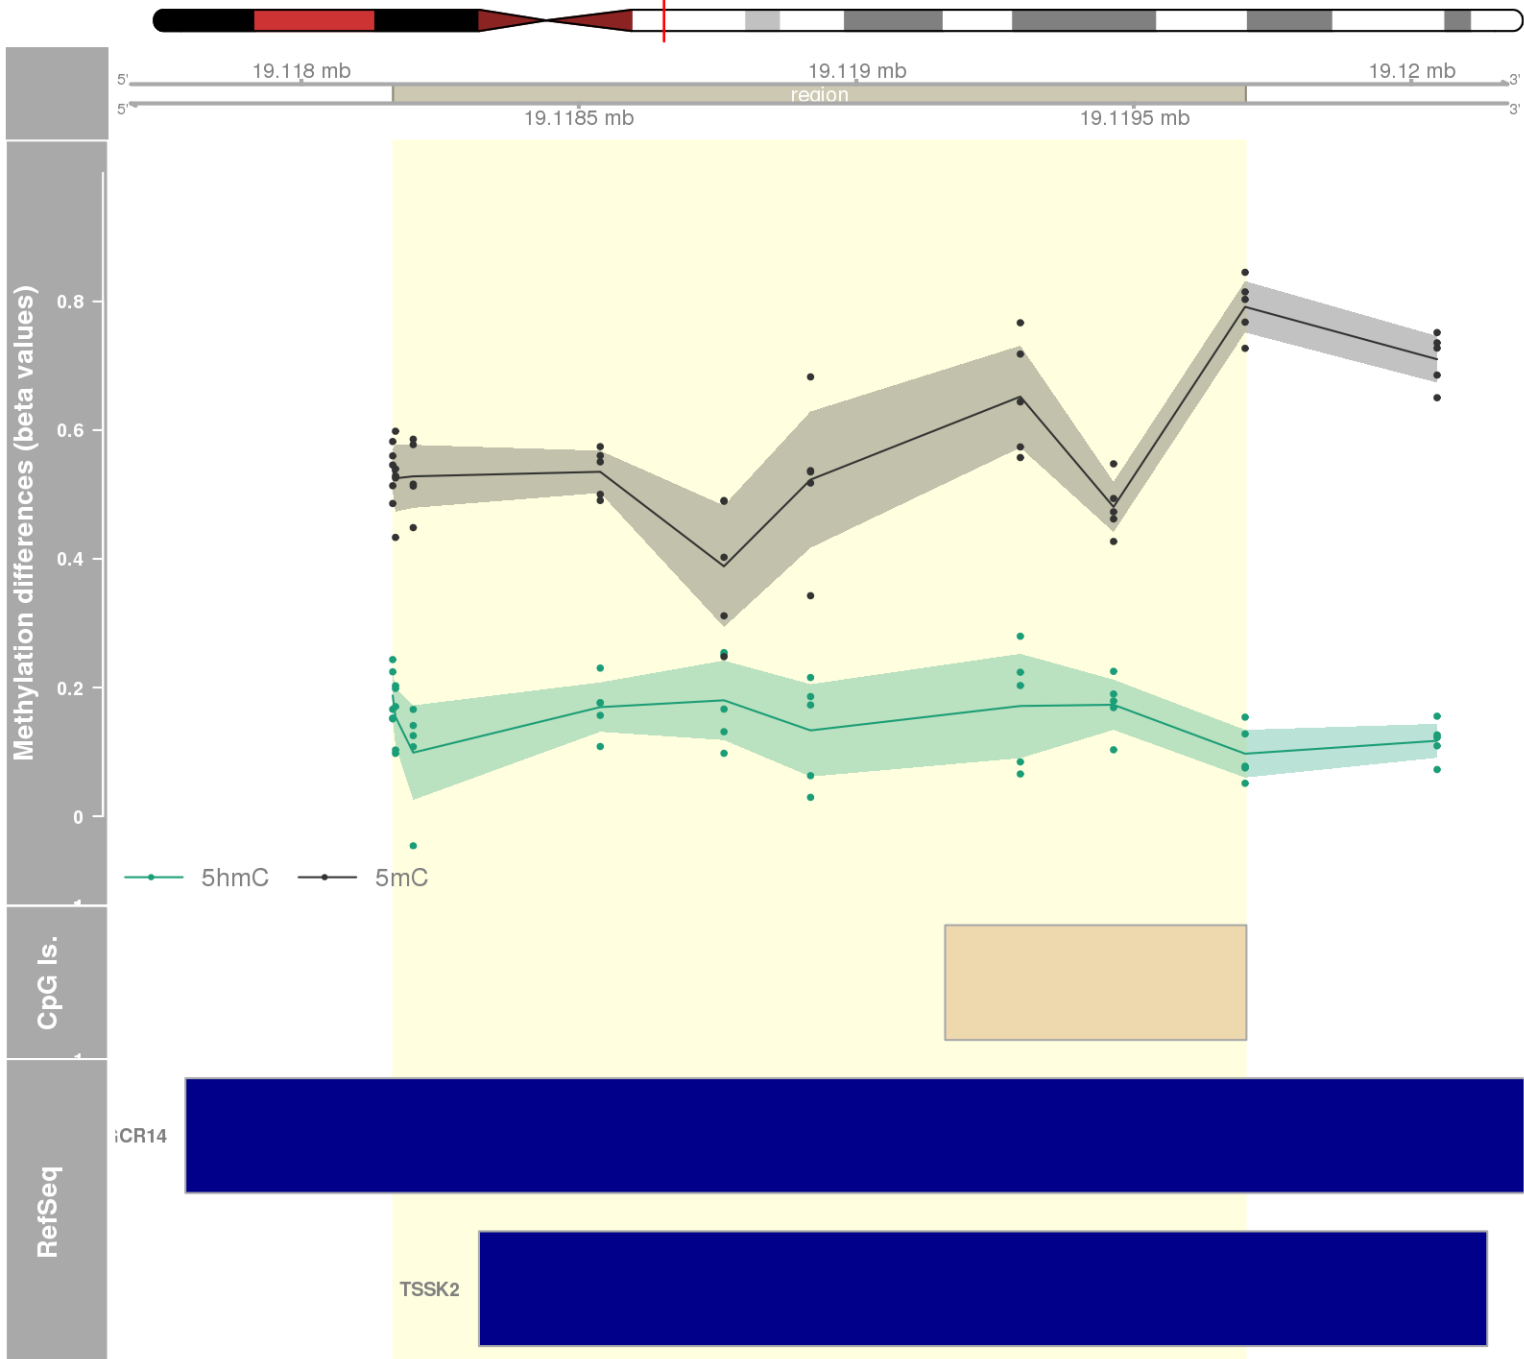 19.118 mb
19.119 mb
19.12 mb
5'
3'
region
5'
3'
19.1185 mb
19.1195 mb
Methylation differences (beta values)
0.8
0.6
0.4
0.2
0
5hmC
5mC
CpG Is.
RefSeq
CR14
TSSK2